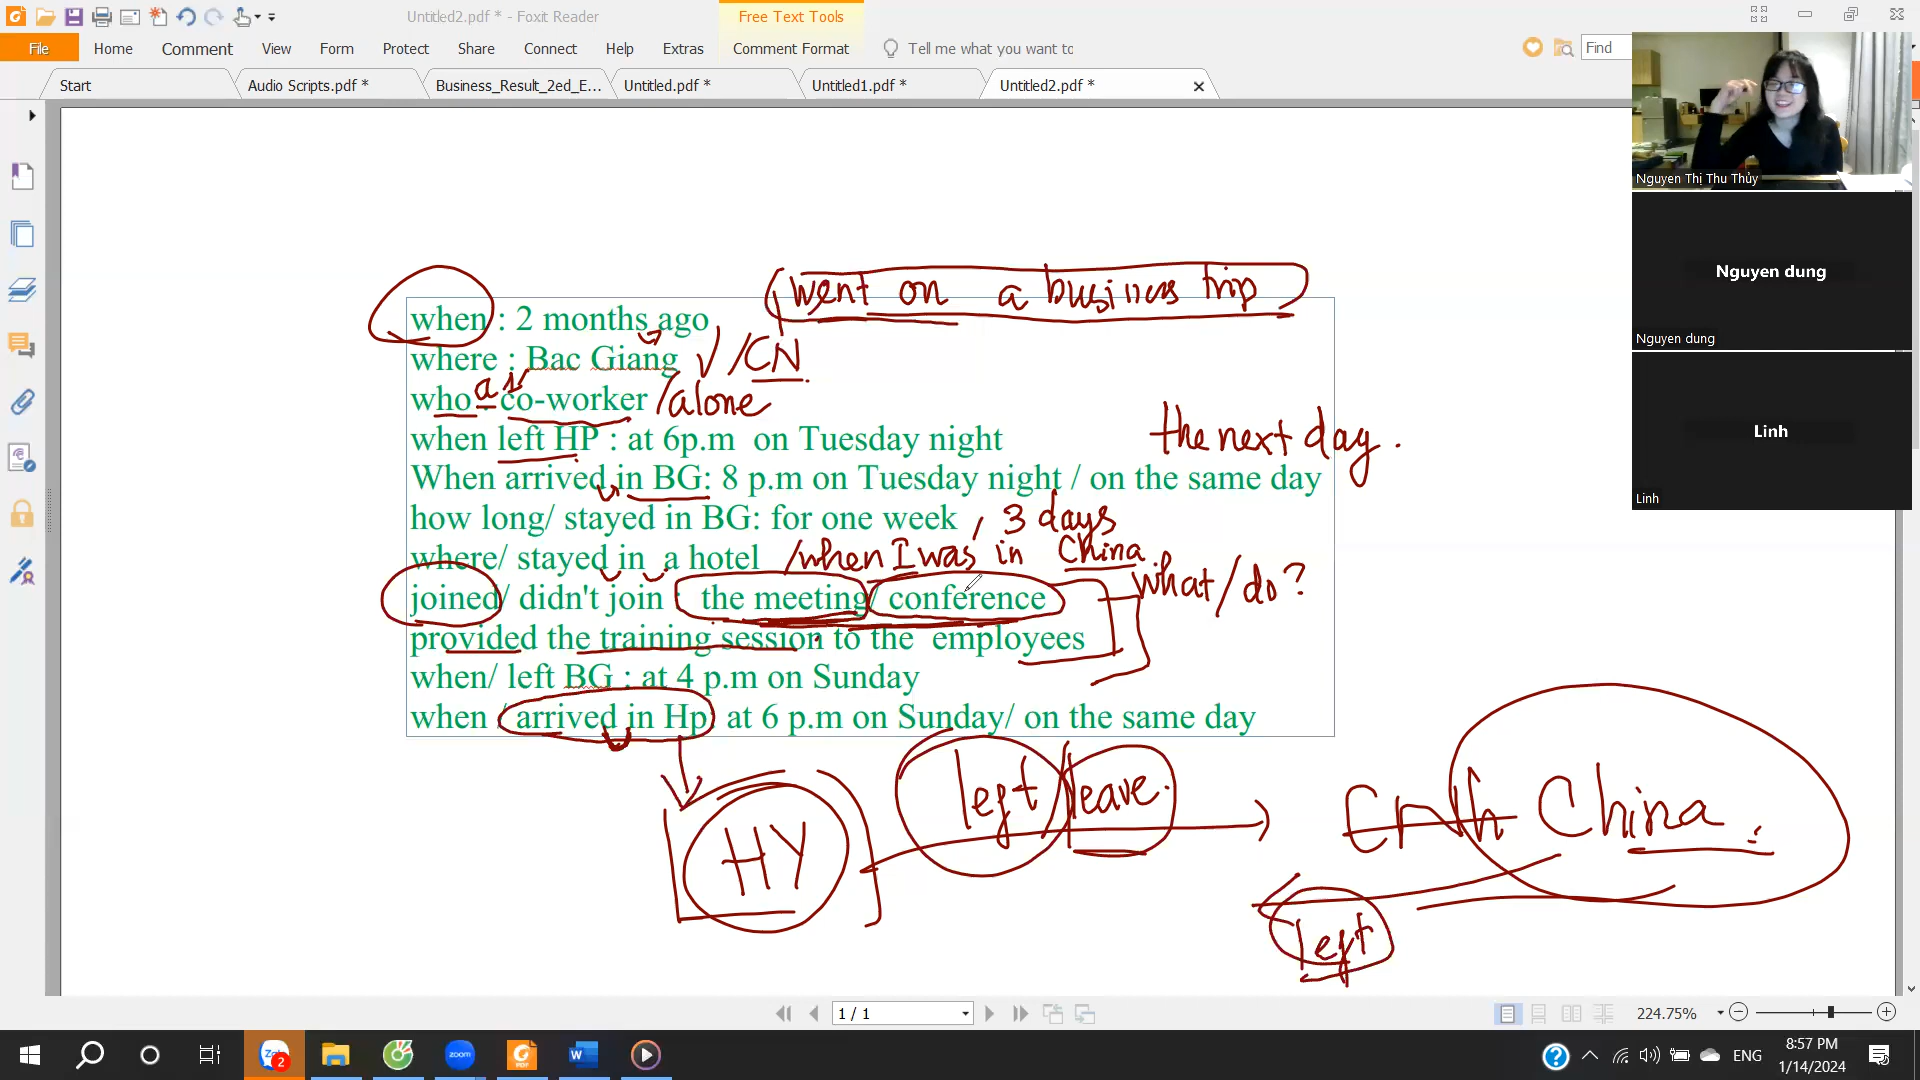 Untitled2.pdf * - Foxit Reader
Free Text Tools
File Home Comment View Form Protect Share Connect Help Extras Comment Format Tell me what you want to Find
Start Audio Scripts.pdf * Business_Result_2ed_E... Untitled.pdf * Untitled1.pdf * Untitled2.pdf *
Nguyen Thị Thu Thủy
Nguyen dung
Nguyen dung
Linh
Linh
went on a business trip
when : 2 months ago
where : Bac Giang /CN
who a co-worker /alone
when left HP : at 6p.m on Tuesday night
the next day.
When arrived in BG: 8 p.m on Tuesday night / on the same day
how long/ stayed in BG: for one week / 3 days
where/ stayed in a hotel /when I was in China
joined/ didn't join : the meeting/ conference
what/do?
provided the training session to the employees
when/ left BG : at 4 p.m on Sunday
when / arrived in Hp: at 6 p.m on Sunday/ on the same day
left/leave.
HY
China
left
1 / 1
224.75%
zoom
ENG
8:57 PM
1/14/2024